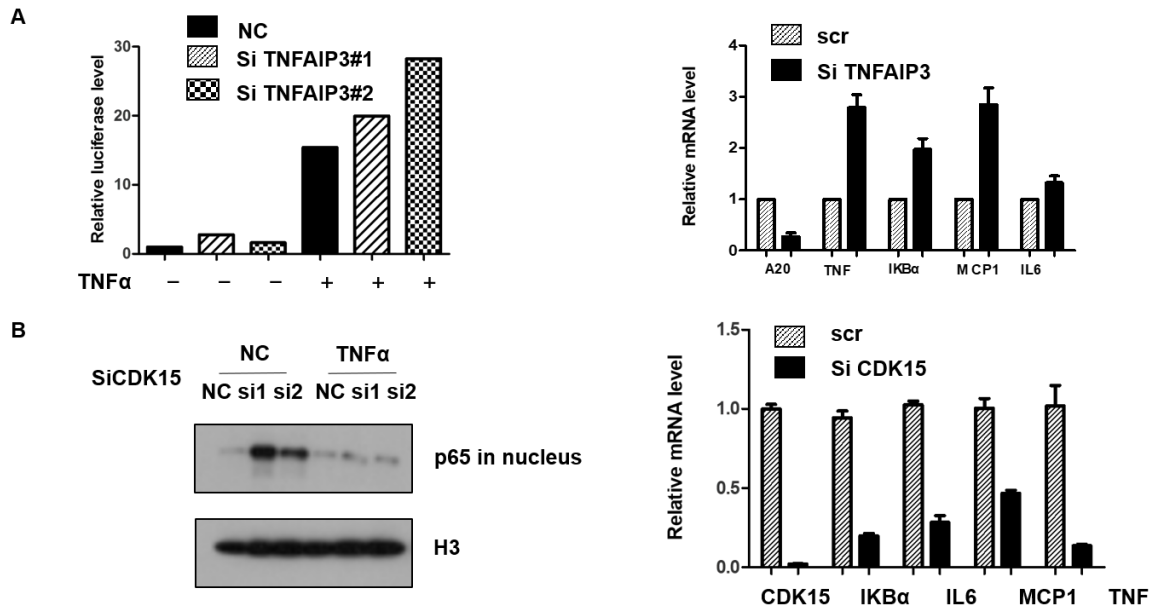 A
Relative luciferase level
30
20
10
0
NC
Si TNFAIP3#1
Si TNFAIP3#2
TNFα − − − + + +
Relative mRNA level
4
3
2
1
0
scr
Si TNFAIP3
A20 TNF IKBα MCP1 IL6
B
SiCDK15
NC TNFα
NC si1 si2 NC si1 si2
p65 in nucleus
H3
Relative mRNA level
1.5
1.0
0.5
0.0
scr
Si CDK15
CDK15 IKBα IL6 MCP1 TNF